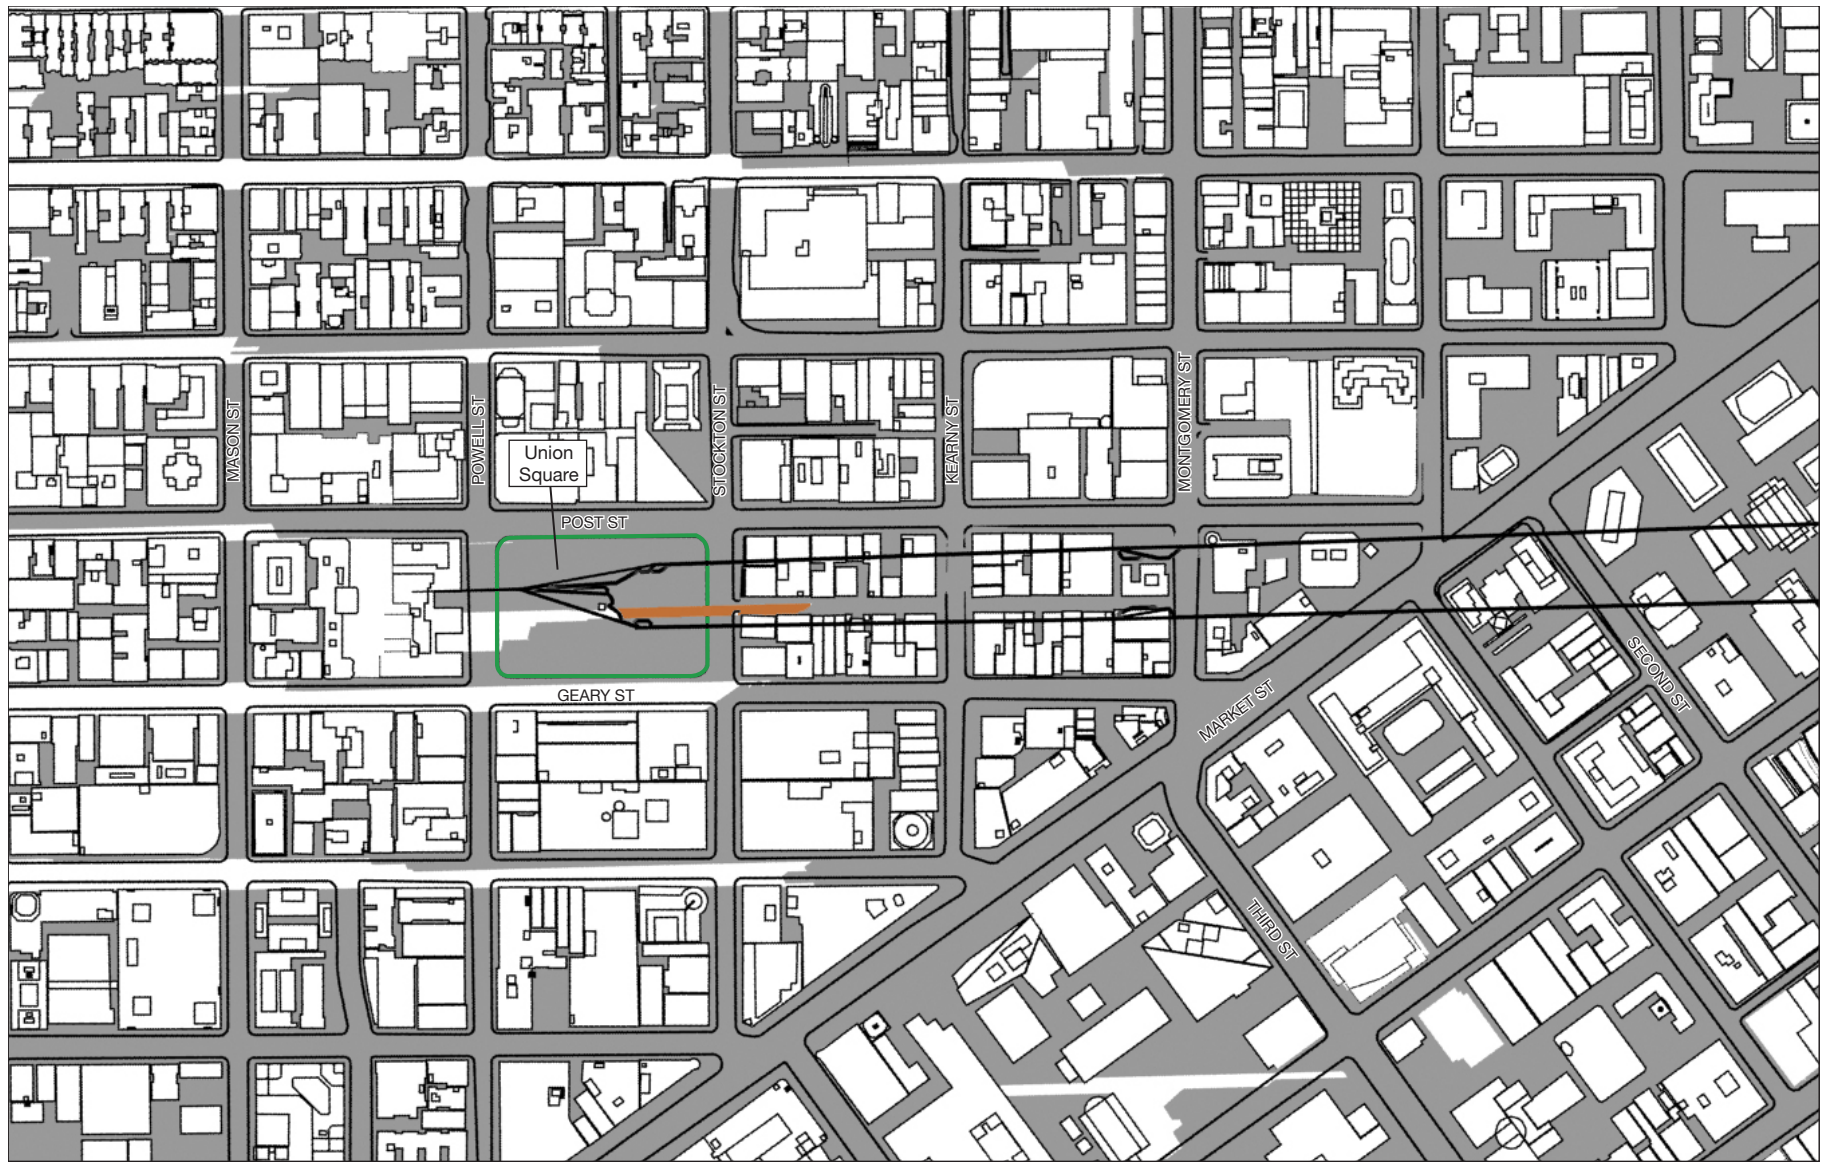 MASON ST
POWELL ST
STOCKTON ST
KEARNY ST
MONTGOMERY ST
Union
Square
POST ST
GEARY ST
MARKET ST
SECOND ST
THIRD ST